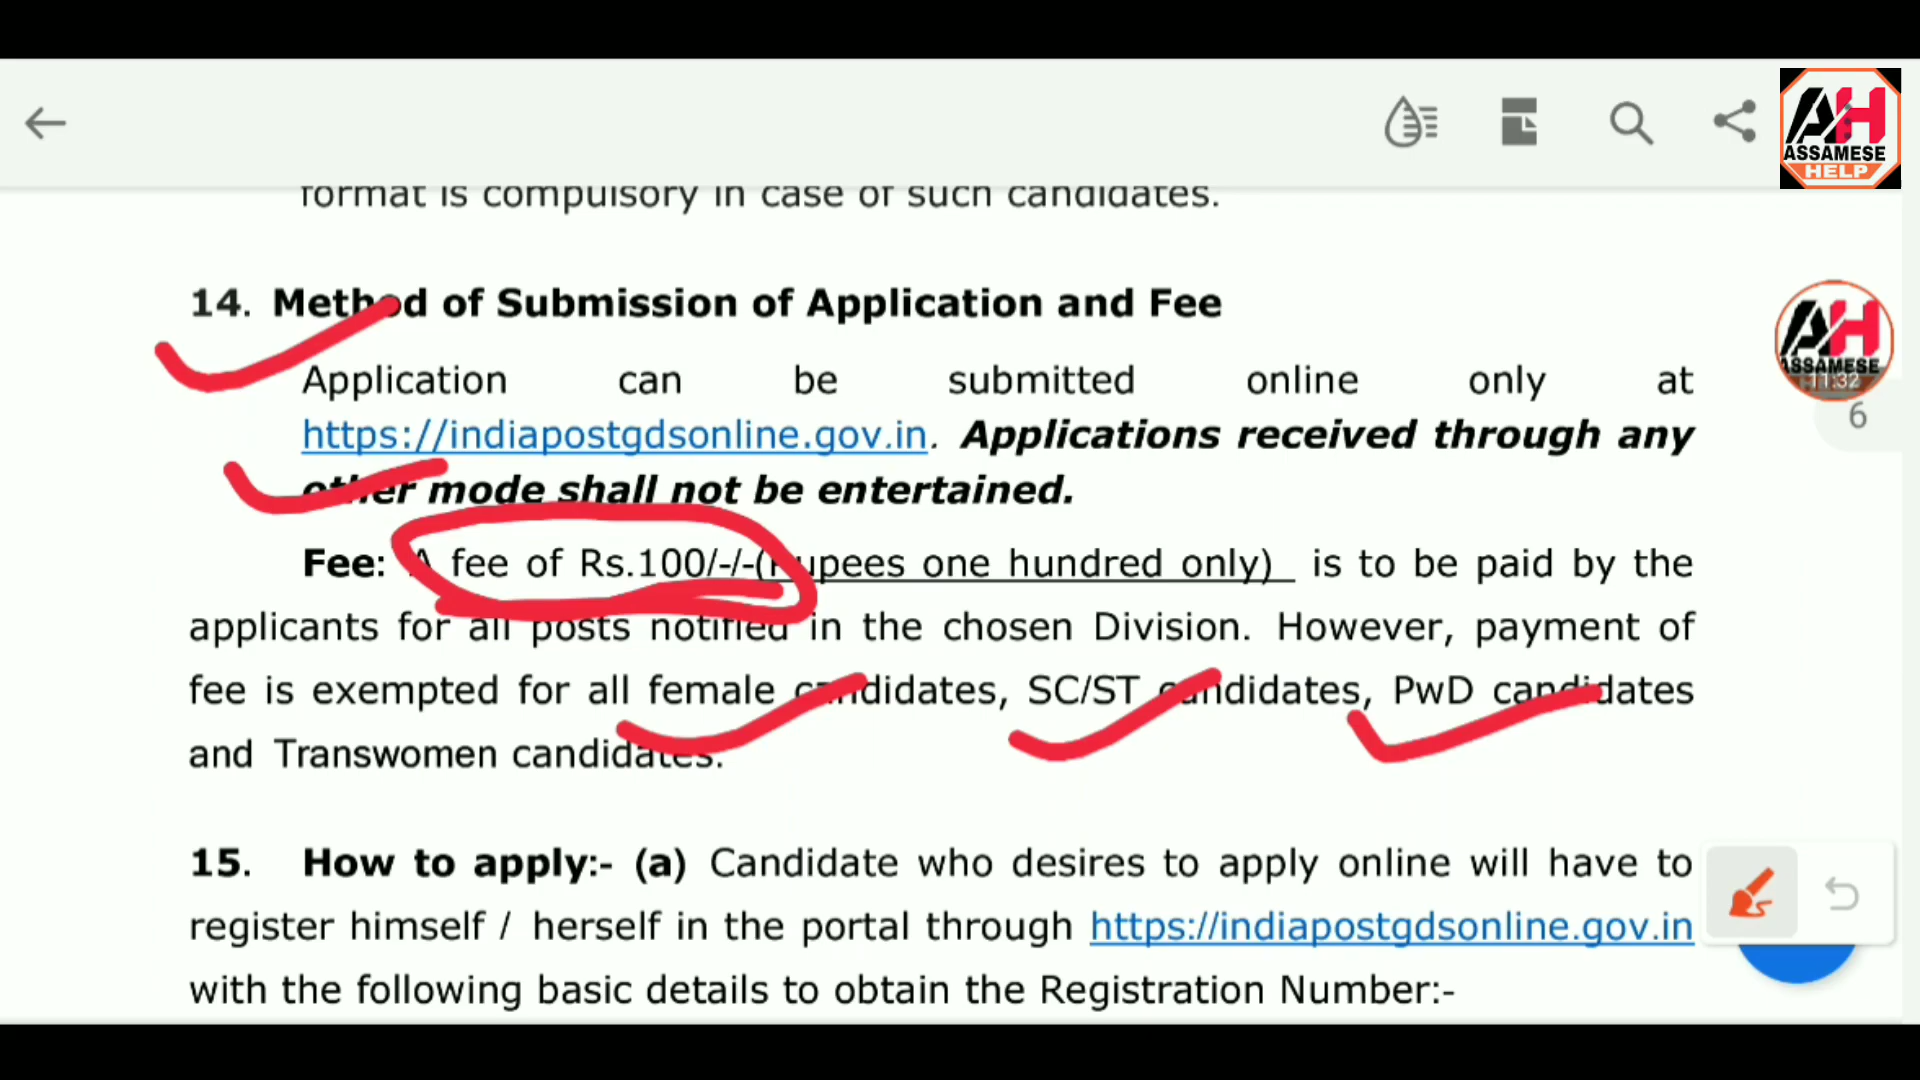 AH
ASSAMESE
HELP
format is compulsory in case of such candidates.
14. Method of Submission of Application and Fee
Application can be submitted online only at
https://indiapostgdsonline.gov.in. Applications received through any
other mode shall not be entertained.
AH
ASSAMESE
11:32
6
Fee: A fee of Rs.100/-/-(Rupees one hundred only) is to be paid by the
applicants for all posts notified in the chosen Division. However, payment of
fee is exempted for all female candidates, SC/ST candidates, PwD candidates
and Transwomen candidates.
15. How to apply:- (a) Candidate who desires to apply online will have to
register himself / herself in the portal through https://indiapostgdsonline.gov.in
with the following basic details to obtain the Registration Number:-